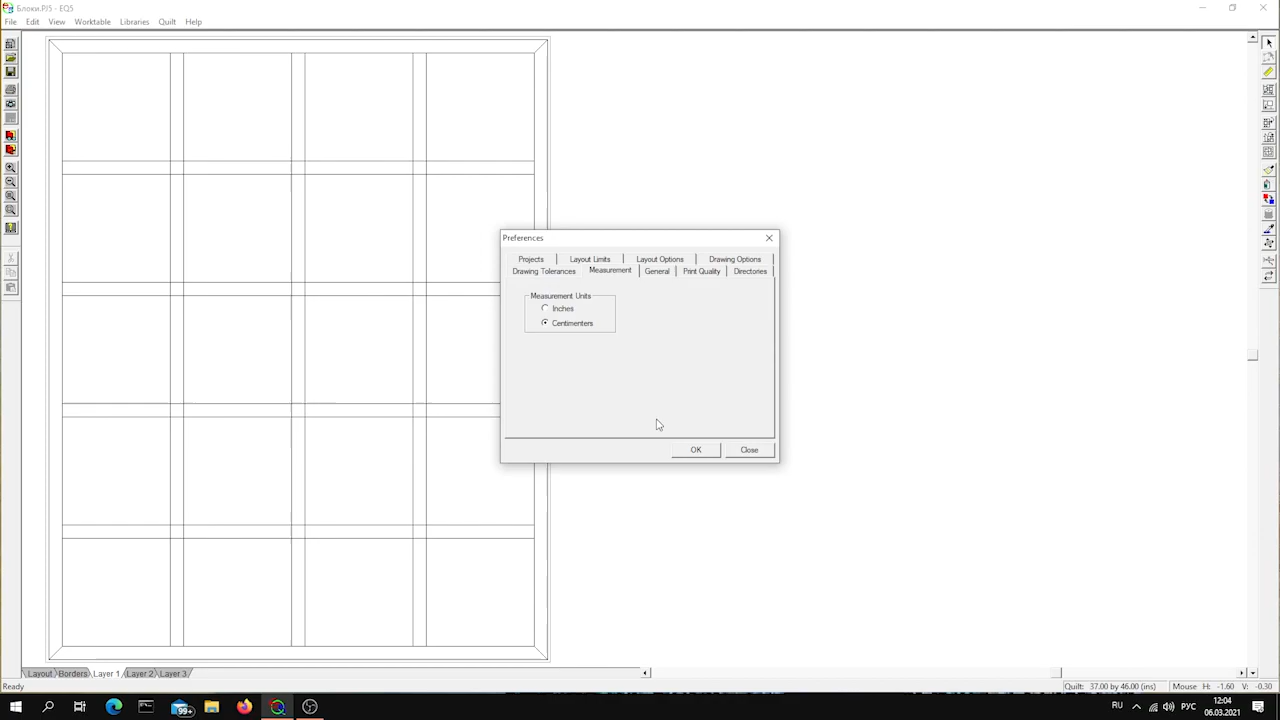 Блоки.PJ5 - EQ5
File Edit View Worktable Libraries Quilt Help
Preferences
Projects Layout Limits Layout Options Drawing Options
Drawing Tolerances Measurement General Print Quality Directories
Measurement Units
Inches
Centimenters
OK Close
Layout Borders Layer 1 Layer 2 Layer 3
Ready Quilt: 37.00 by 46.00 (ins) Mouse H: -1.60 V: -0.30
99+ RU РУС 12:04
06.03.2021